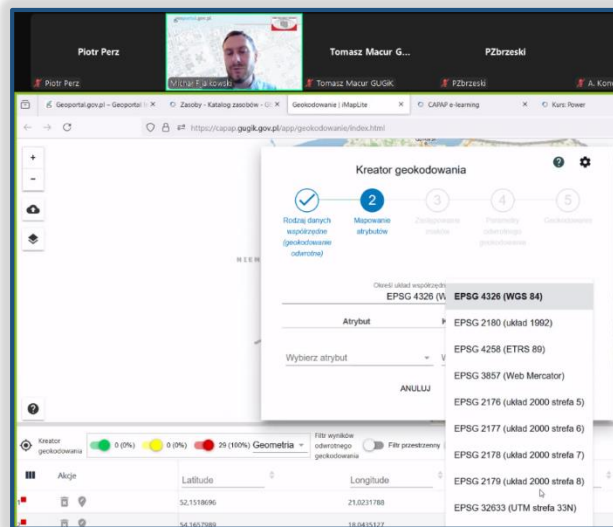 geoportal.gov.pl
Piotr Perz
Tomasz Macur G...
PZbrzeski
Piotr Perz
Tomasz Macur GUGiK
PZbrzeski
Geoportal.gov.pl – Geoportal
Zasoby - Katalog zasobów -
Geokodowanie | iMapLite
CAPAP e-learning
Kurs: Power
https://capap.gugik.gov.pl/app/geokodowanie/index.html
+
-
Kreator geokodowania
2
3
4
5
Rodzaj danych
współrzędne
(geokodowanie
odwrotne)
Mapowanie
atrybutów
Geokodowanie
Określ układ współrzędn
EPSG 4326 (W
EPSG 4326 (WGS 84)
EPSG 2180 (układ 1992)
Atrybut
K
EPSG 4258 (ETRS 89)
Wybierz atrybut
W
EPSG 3857 (Web Mercator)
ANULUJ
EPSG 2176 (układ 2000 strefa 5)
EPSG 2177 (układ 2000 strefa 6)
EPSG 2178 (układ 2000 strefa 7)
EPSG 2179 (układ 2000 strefa 8)
EPSG 32633 (UTM strefa 33N)
Kreator
geokodowania
0 (0%)
0 (0%)
29 (100%)
Geometria
Filtr wyników
odwrotnego
geokodowania
Filtr przestrzenny
Akcje
Latitude
Longitude
52,1518696
21,0231788